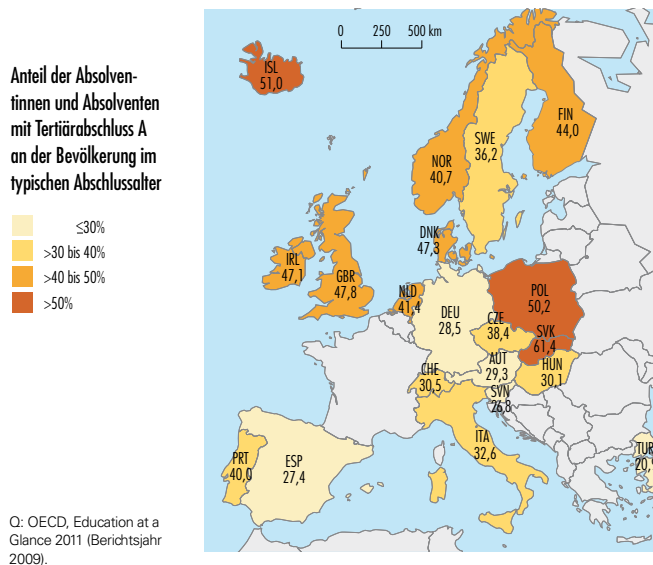 0 250 500 km
Anteil der Absolven-
tinnen und Absolventen
mit Tertiärabschluss A
an der Bevölkerung im
typischen Abschlussalter
≤30%
>30 bis 40%
>40 bis 50%
>50%
ISL
51,0
FIN
44,0
SWE
36,2
NOR
40,7
DNK
47,3
IRL
47,1
GBR
47,8
NLD
41,4
POL
50,2
DEU
28,5
CZE
38,4
SVK
61,4
AUT
29,3
HUN
30,1
CHE
30,5
SVN
26,8
ITA
32,6
PRT
40,0
ESP
27,4
TUR
Q: OECD, Education at a
Glance 2011 (Berichtsjahr
2009).